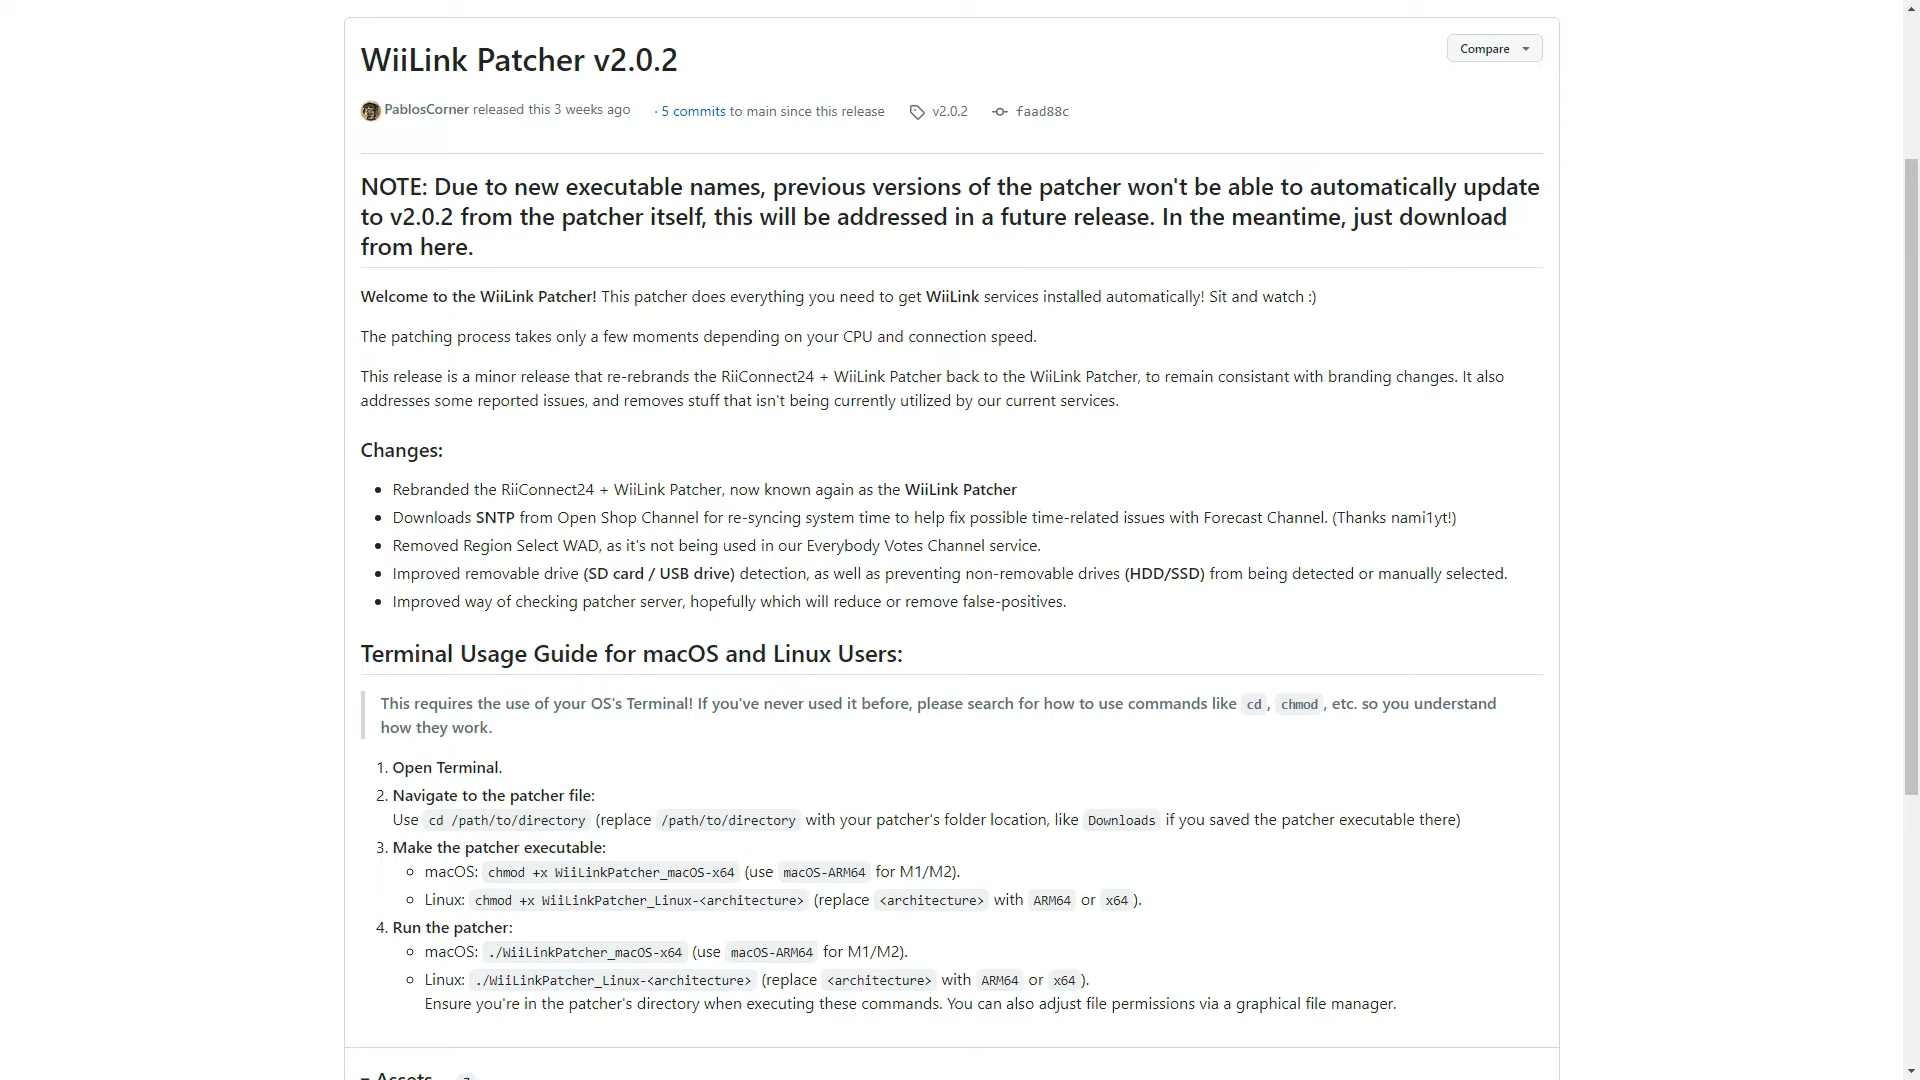 WiiLink Patcher v2.0.2
Compare
PablosCorner released this 3 weeks ago · 5 commits to main since this release v2.0.2 faad88c
NOTE: Due to new executable names, previous versions of the patcher won't be able to automatically update
to v2.0.2 from the patcher itself, this will be addressed in a future release. In the meantime, just download
from here.
Welcome to the WiiLink Patcher! This patcher does everything you need to get WiiLink services installed automatically! Sit and watch :)
The patching process takes only a few moments depending on your CPU and connection speed.
This release is a minor release that re-rebrands the RiiConnect24 + WiiLink Patcher back to the WiiLink Patcher, to remain consistant with branding changes. It also
addresses some reported issues, and removes stuff that isn't being currently utilized by our current services.
Changes:
• Rebranded the RiiConnect24 + WiiLink Patcher, now known again as the WiiLink Patcher
• Downloads SNTP from Open Shop Channel for re-syncing system time to help fix possible time-related issues with Forecast Channel. (Thanks nami1yt!)
• Removed Region Select WAD, as it's not being used in our Everybody Votes Channel service.
• Improved removable drive (SD card / USB drive) detection, as well as preventing non-removable drives (HDD/SSD) from being detected or manually selected.
• Improved way of checking patcher server, hopefully which will reduce or remove false-positives.
Terminal Usage Guide for macOS and Linux Users:
This requires the use of your OS's Terminal! If you've never used it before, please search for how to use commands like cd, chmod, etc. so you understand
how they work.
1. Open Terminal.
2. Navigate to the patcher file:
Use cd /path/to/directory (replace /path/to/directory with your patcher's folder location, like Downloads if you saved the patcher executable there)
3. Make the patcher executable:
◦ macOS: chmod +x WiiLinkPatcher_macOS-x64 (use macOS-ARM64 for M1/M2).
◦ Linux: chmod +x WiiLinkPatcher_Linux-<architecture> (replace <architecture> with ARM64 or x64).
4. Run the patcher:
◦ macOS: ./WiiLinkPatcher_macOS-x64 (use macOS-ARM64 for M1/M2).
◦ Linux: ./WiiLinkPatcher_Linux-<architecture> (replace <architecture> with ARM64 or x64).
Ensure you're in the patcher's directory when executing these commands. You can also adjust file permissions via a graphical file manager.
Assets